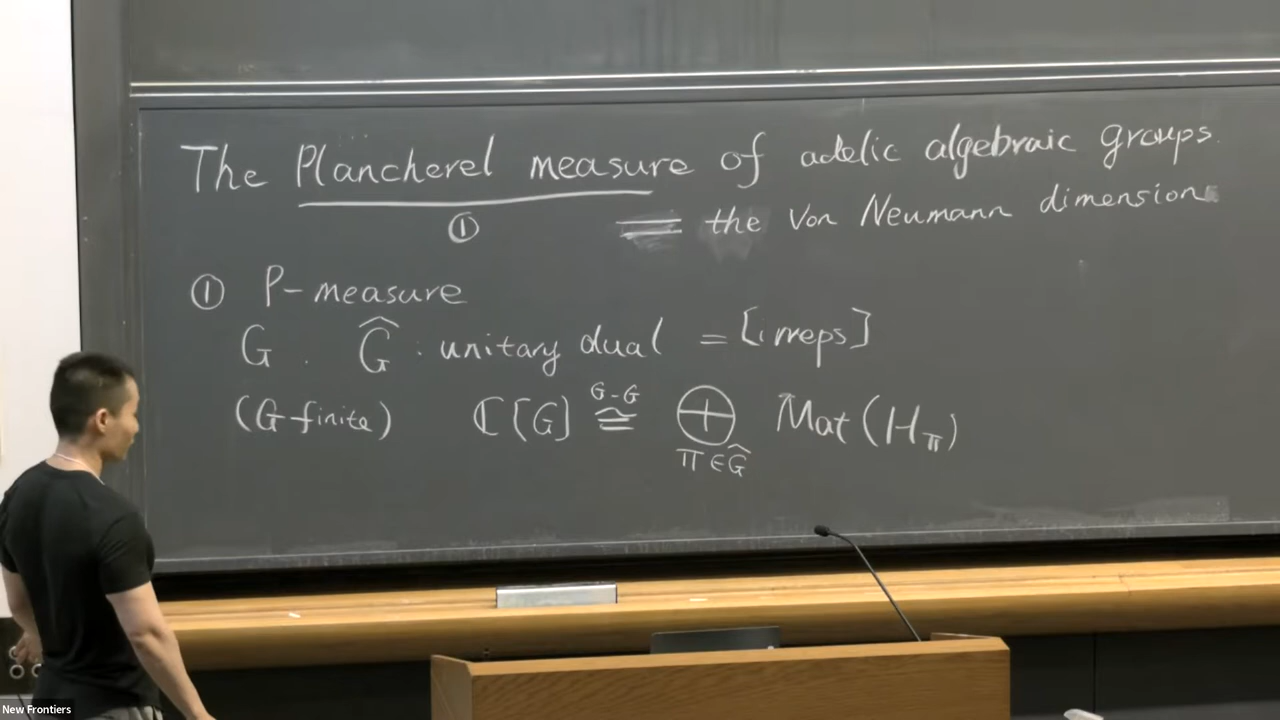 The Plancherel measure of adelic algebraic groups.
① = the Von Neumann dimension
① P-measure
G . Ĝ : unitary dual = [irreps]
(G-finite) ℂ[G] ≅ ⊕ Mat(H_π)
G-G
π∈Ĝ
New Frontiers